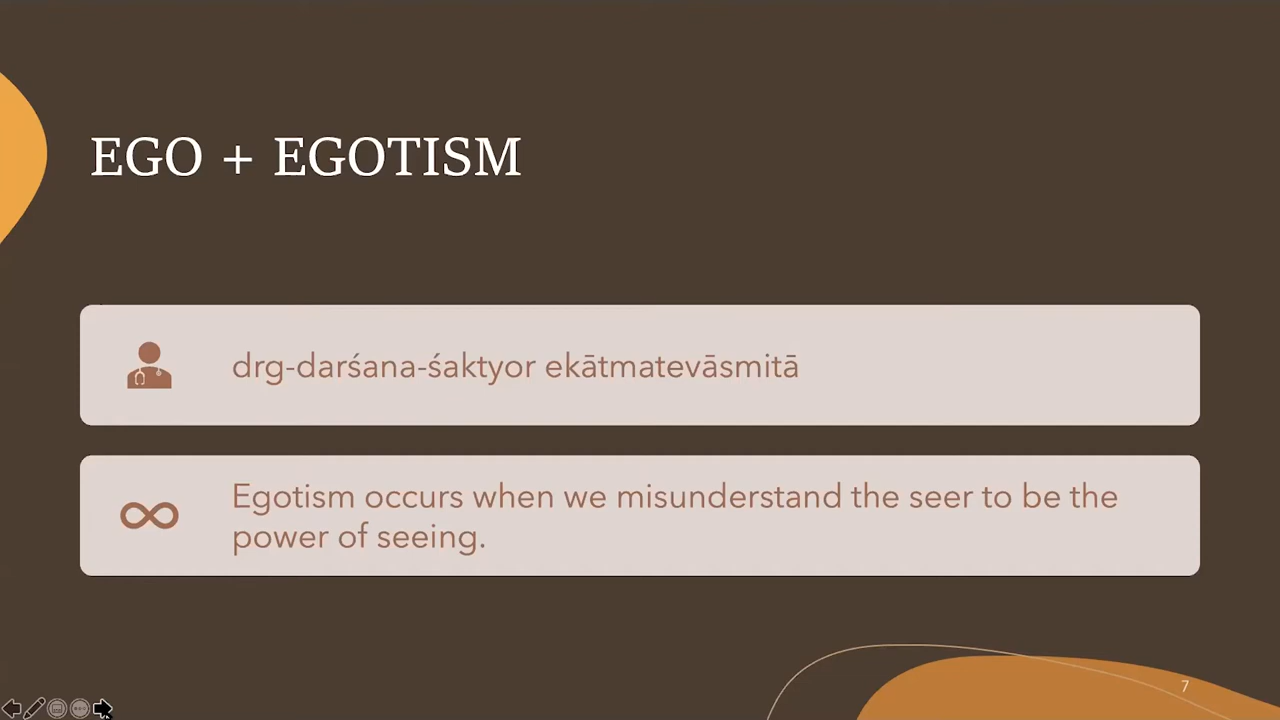 EGO + EGOTISM
drg-darśana-śaktyor ekātmatevāsmitā
Egotism occurs when we misunderstand the seer to be the
power of seeing.
7